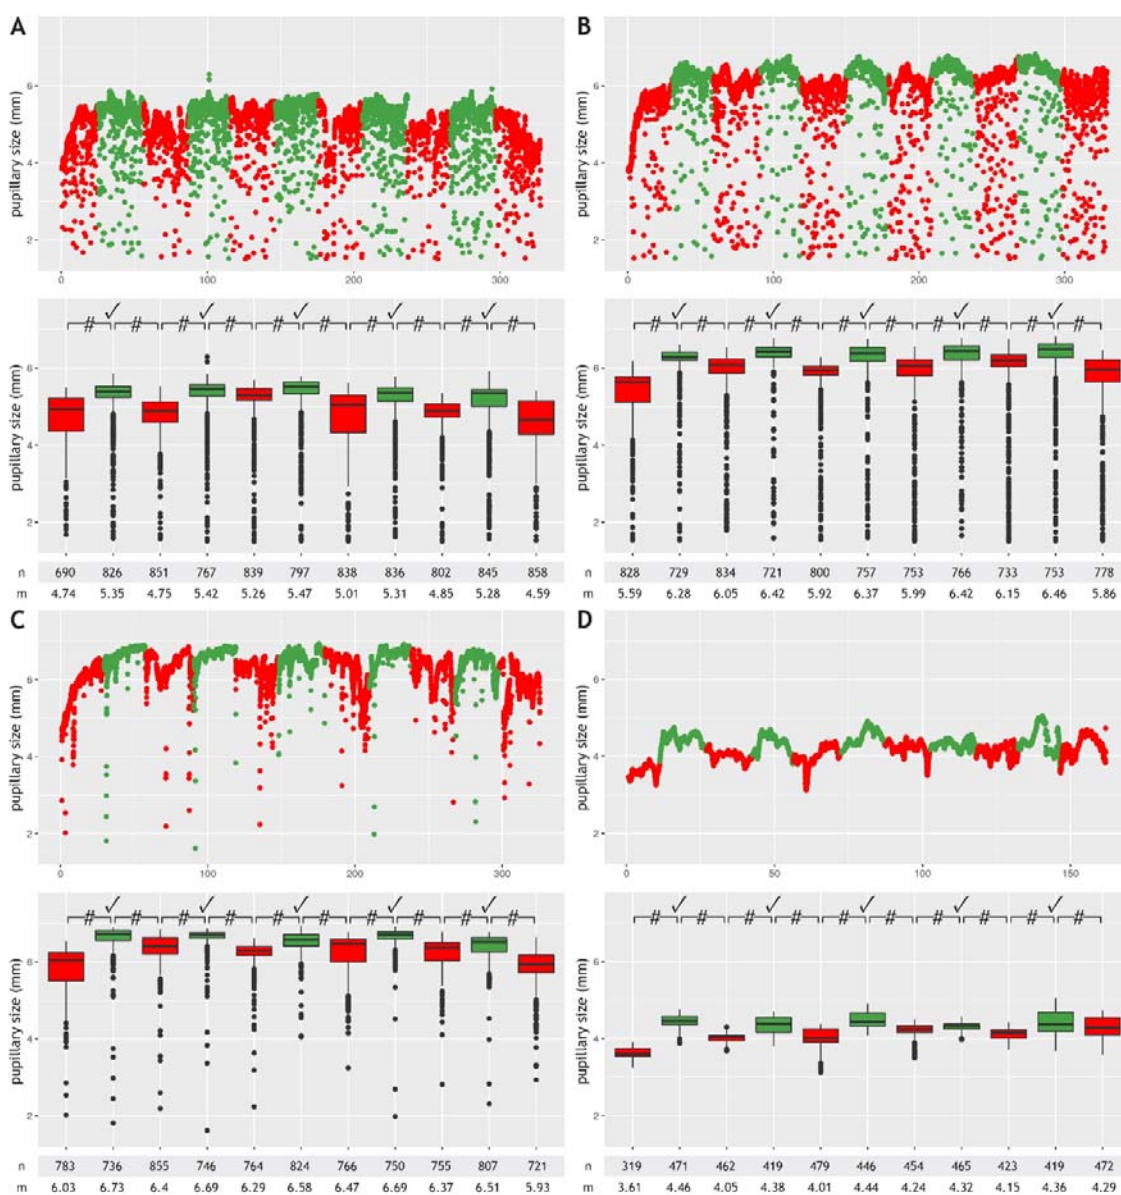 A
B
pupillary size (mm)
6
4
2
0
100
200
300
pupillary size (mm)
6
4
2
0
100
200
300
✓ ✓ ✓ ✓ ✓
# # # # # # # # # #
pupillary size (mm)
6
4
2
n 690 826 851 767 839 797 838 836 802 845 858
m 4.74 5.35 4.75 5.42 5.26 5.47 5.01 5.31 4.85 5.28 4.59
✓ ✓ ✓ ✓ ✓
# # # # # # # # # #
pupillary size (mm)
6
4
2
n 828 729 834 721 800 757 753 766 733 753 778
m 5.59 6.28 6.05 6.42 5.92 6.37 5.99 6.42 6.15 6.46 5.86
C
D
pupillary size (mm)
6
4
2
0
100
200
300
pupillary size (mm)
6
4
2
0
50
100
150
✓ ✓ ✓ ✓ ✓
# # # # # # # # # #
pupillary size (mm)
6
4
2
n 783 736 855 746 764 824 766 750 755 807 721
m 6.03 6.73 6.4 6.69 6.29 6.58 6.47 6.69 6.37 6.51 5.93
✓ ✓ ✓ ✓ ✓
# # # # # # # # # #
pupillary size (mm)
6
4
2
n 319 471 462 419 479 446 454 465 423 419 472
m 3.61 4.46 4.05 4.38 4.01 4.44 4.24 4.32 4.15 4.36 4.29